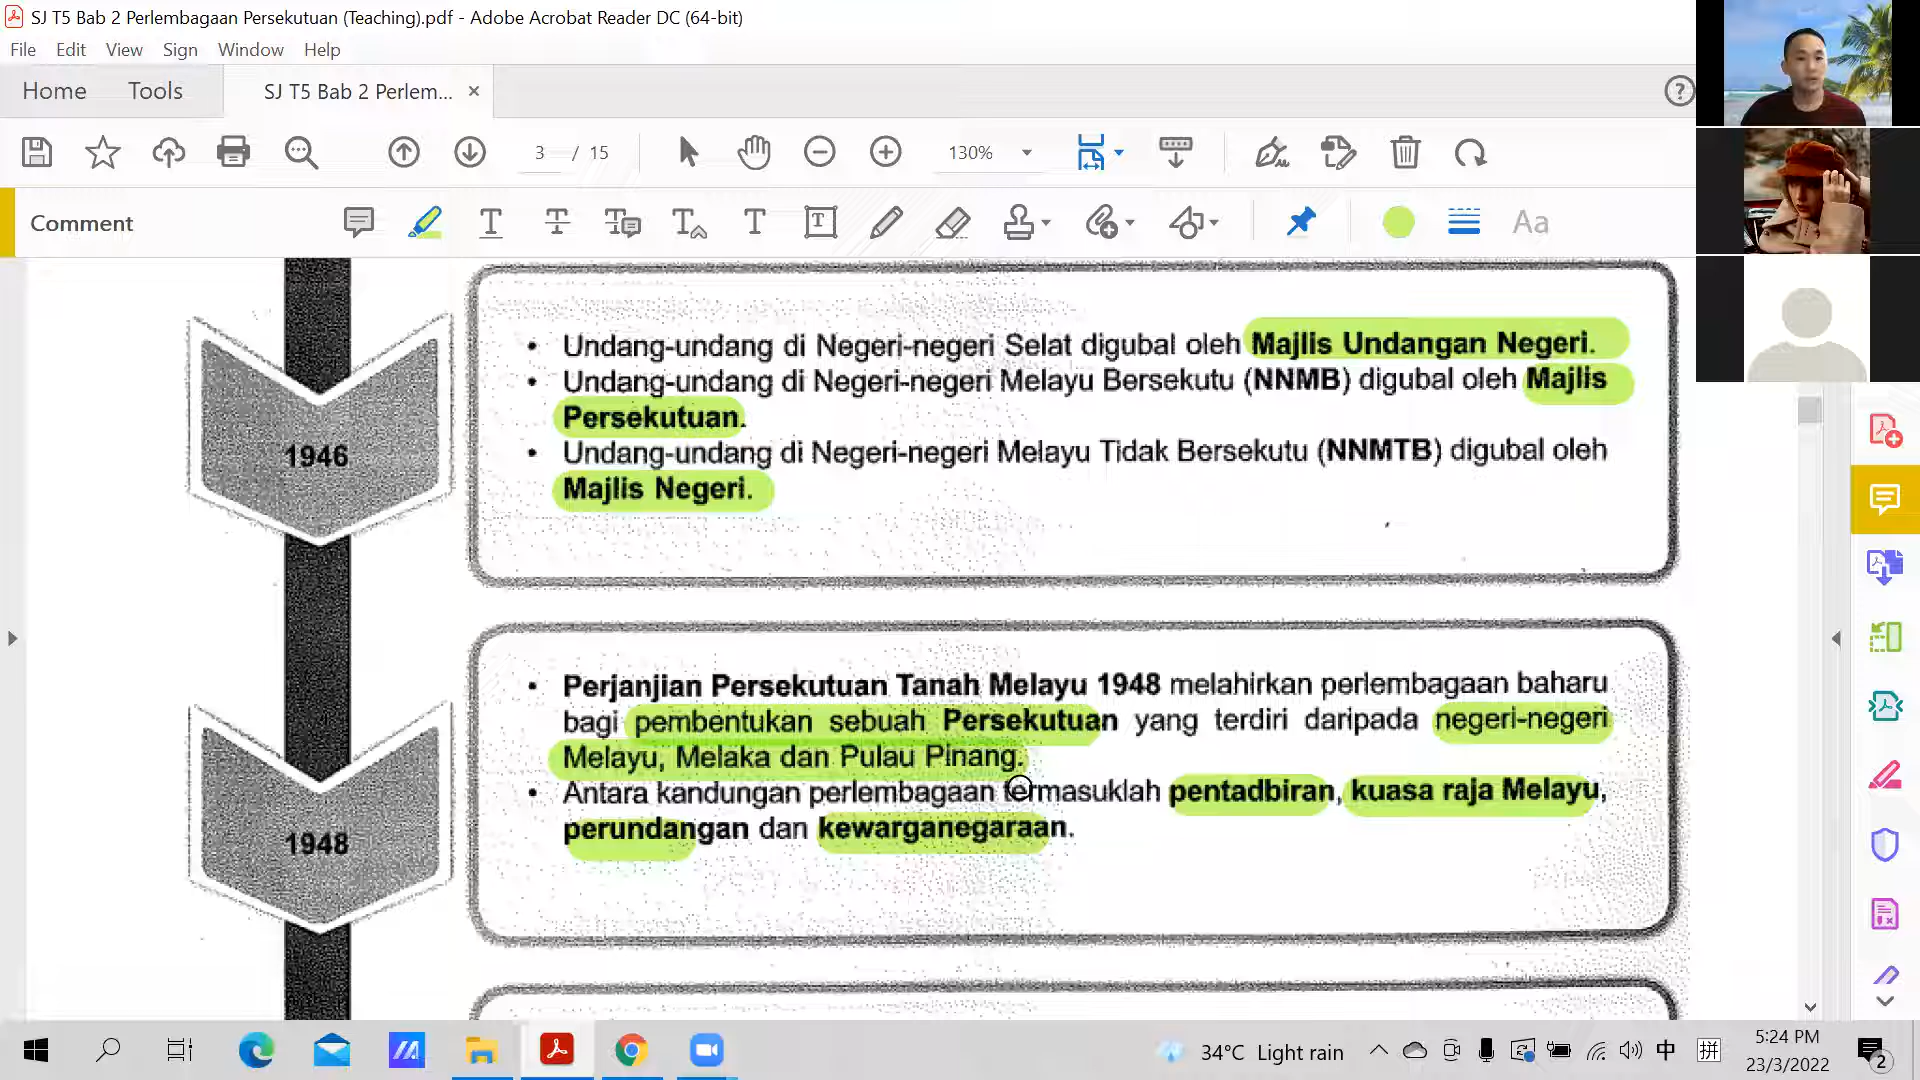 SJ T5 Bab 2 Perlembagaan Persekutuan (Teaching).pdf - Adobe Acrobat Reader DC (64-bit)
File Edit View Sign Window Help
Home Tools SJ T5 Bab 2 Perlem... ×
3 / 15 130%
Comment
1946
• Undang-undang di Negeri-negeri Selat digubal oleh Majlis Undangan Negeri.
• Undang-undang di Negeri-negeri Melayu Bersekutu (NNMB) digubal oleh Majlis
Persekutuan.
• Undang-undang di Negeri-negeri Melayu Tidak Bersekutu (NNMTB) digubal oleh
Majlis Negeri.
1948
• Perjanjian Persekutuan Tanah Melayu 1948 melahirkan perlembagaan baharu
bagi pembentukan sebuah Persekutuan yang terdiri daripada negeri-negeri
Melayu, Melaka dan Pulau Pinang.
• Antara kandungan perlembagaan termasuklah pentadbiran, kuasa raja Melayu,
perundangan dan kewarganegaraan.
34°C Light rain
中 拼
5:24 PM
23/3/2022
2